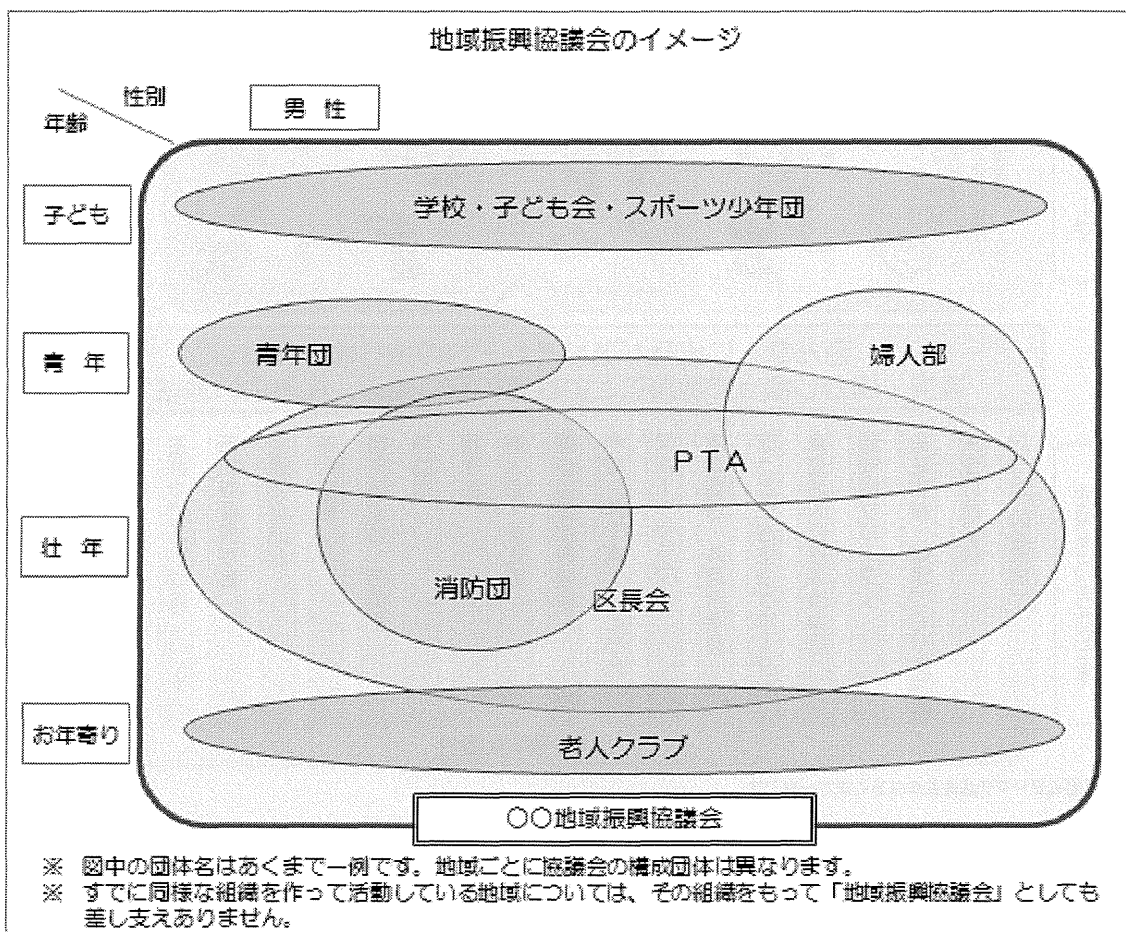 地域振興協議会のイメージ
性別
年齢
男 性
子ども
学校・子ども会・スポーツ少年団
青 年
青年団
婦人部
PTA
壮 年
消防団
区長会
お年寄り
老人クラブ
○○地域振興協議会
※ 図中の団体名はあくまで一例です。地域ごとに協議会の構成団体は異なります。
※ すでに同様な組織を作って活動している地域については、その組織をもって「地域振興協議会」としても
差し支えありません。